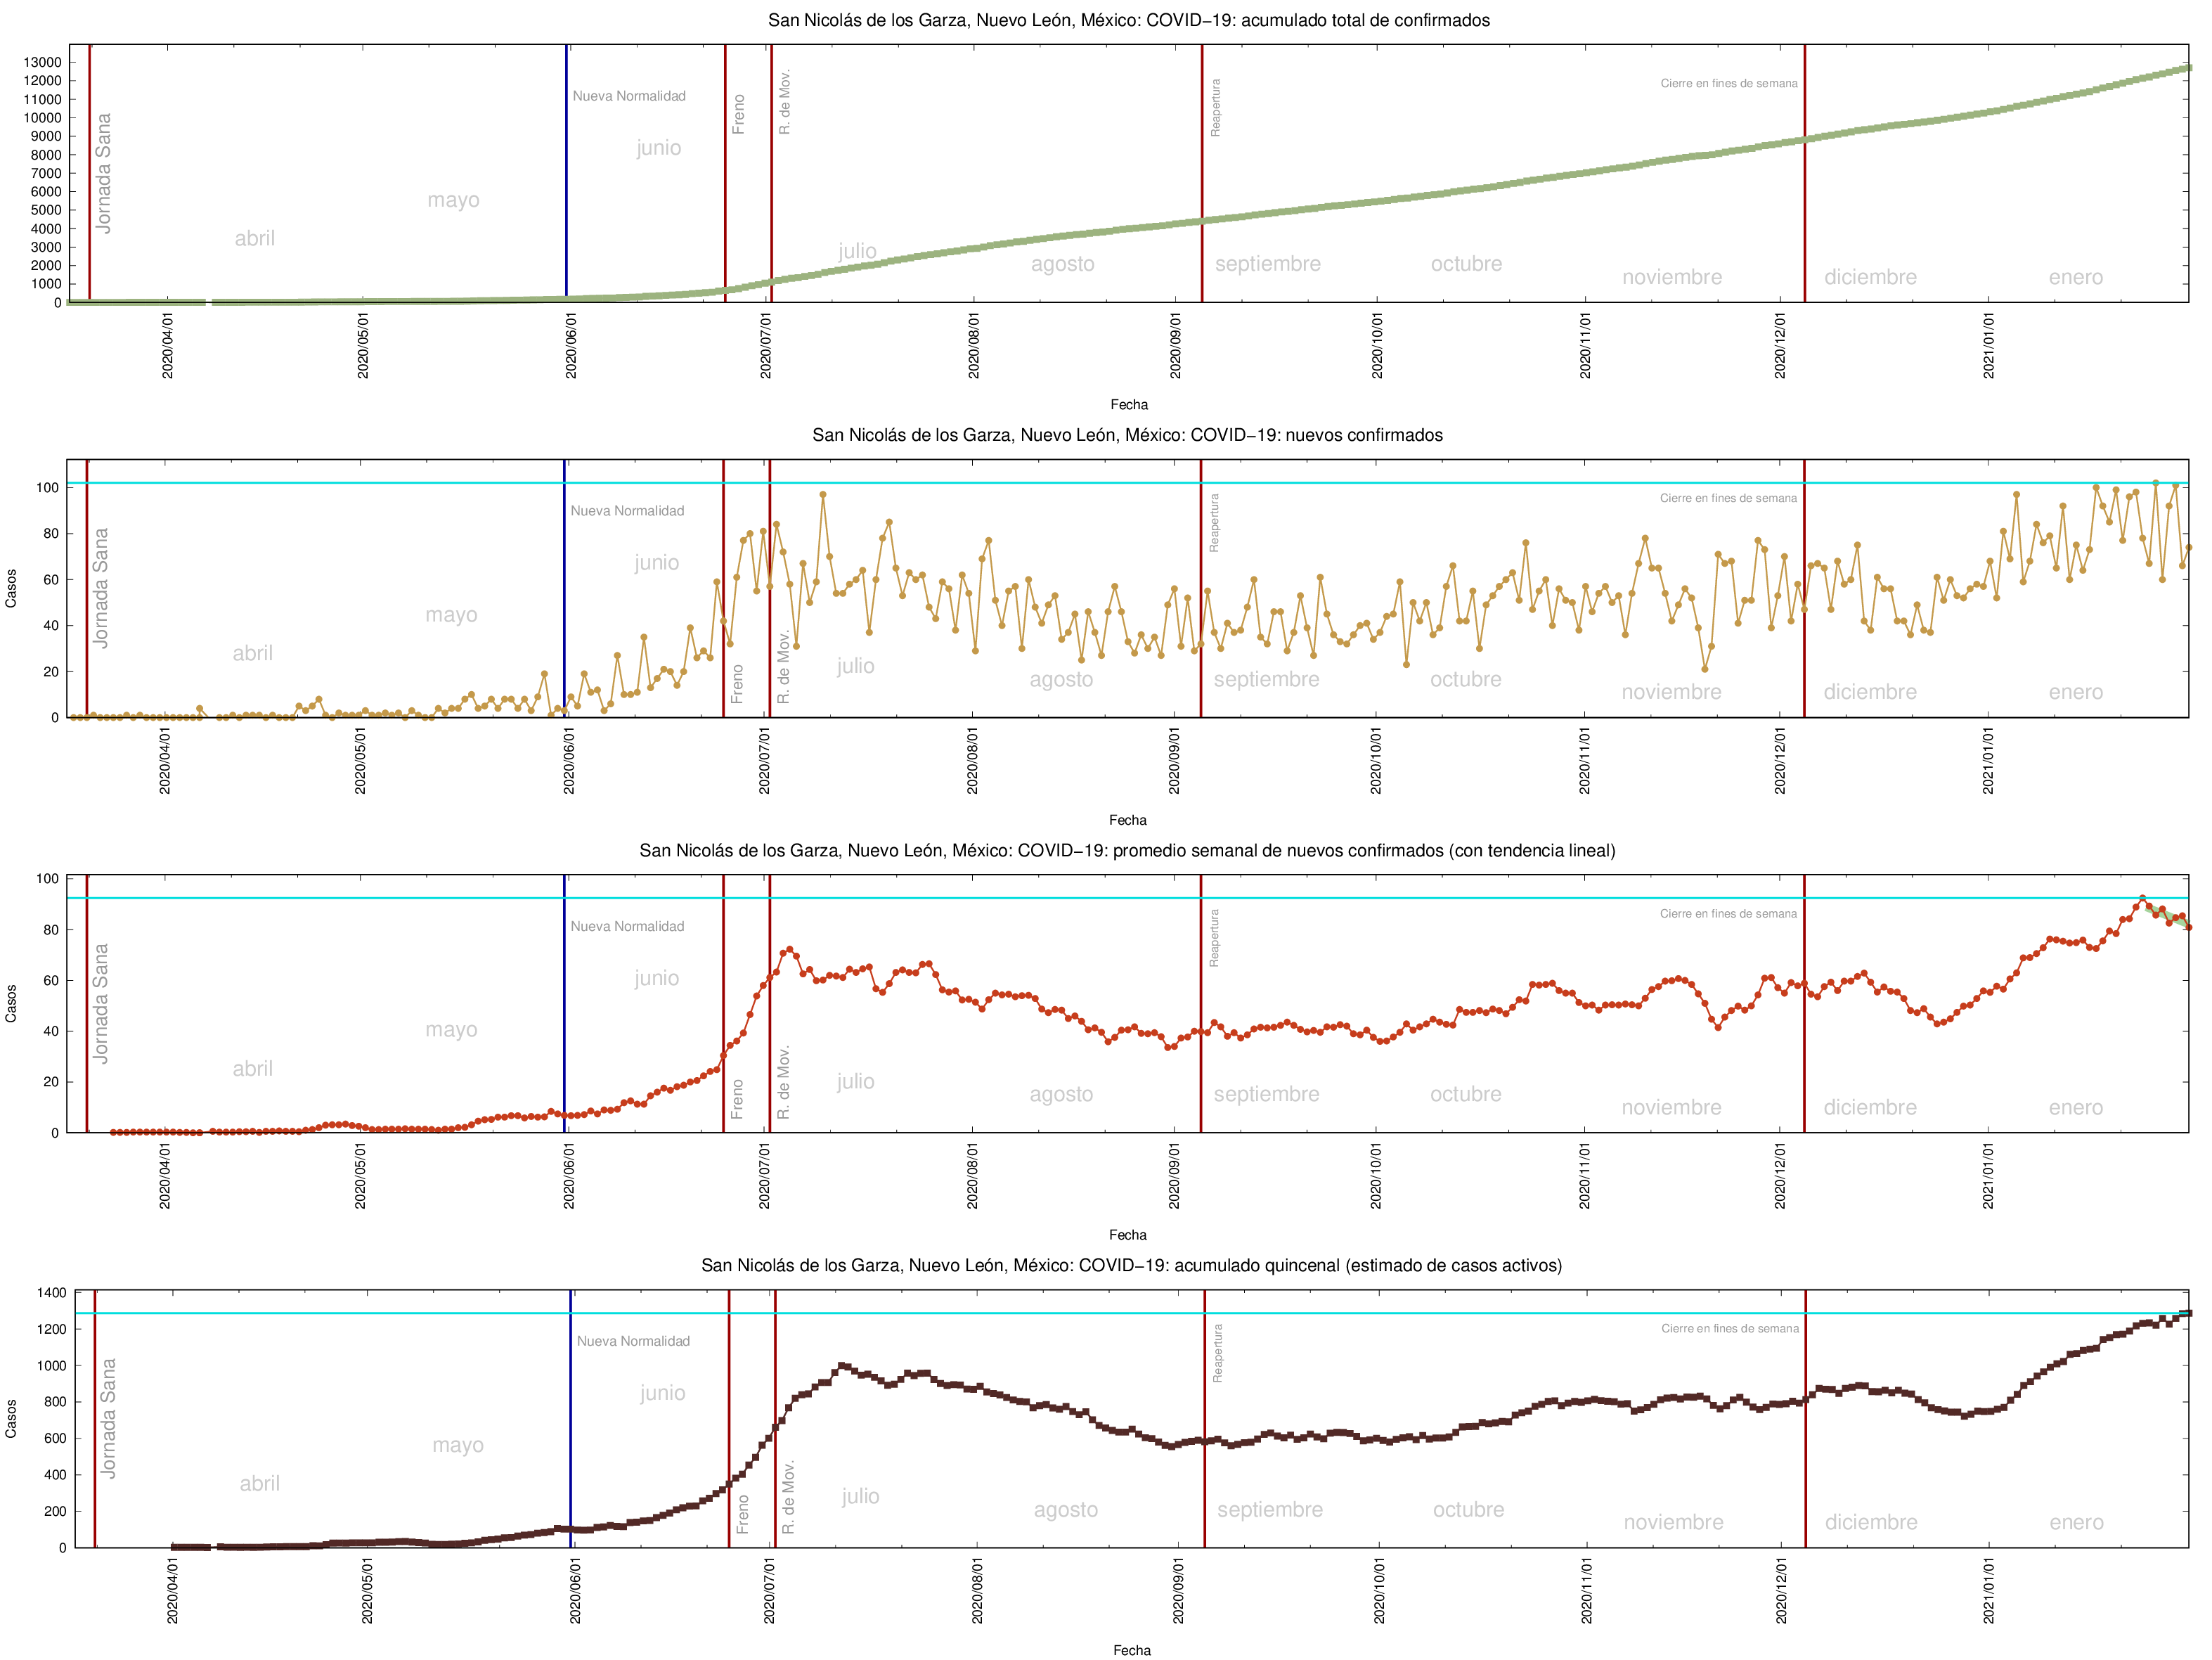 San Nicolás de los Garza, Nuevo León, México: COVID−19: acumulado total de confirmados
13000
12000
11000
10000
9000
8000
7000
6000
5000
4000
3000
2000
1000
0
Jornada Sana
abril
mayo
Nueva Normalidad
junio
Freno
R. de Mov.
julio
agosto
Reapertura
septiembre
octubre
noviembre
Cierre en fines de semana
diciembre
enero
2020/04/01
2020/05/01
2020/06/01
2020/07/01
2020/08/01
2020/09/01
2020/10/01
2020/11/01
2020/12/01
2021/01/01
Fecha
San Nicolás de los Garza, Nuevo León, México: COVID−19: nuevos confirmados
Casos
100
80
60
40
20
0
Jornada Sana
abril
mayo
Nueva Normalidad
junio
Freno
R. de Mov.
julio
agosto
Reapertura
septiembre
octubre
noviembre
Cierre en fines de semana
diciembre
enero
2020/04/01
2020/05/01
2020/06/01
2020/07/01
2020/08/01
2020/09/01
2020/10/01
2020/11/01
2020/12/01
2021/01/01
Fecha
San Nicolás de los Garza, Nuevo León, México: COVID−19: promedio semanal de nuevos confirmados (con tendencia lineal)
Casos
100
80
60
40
20
0
Jornada Sana
abril
mayo
Nueva Normalidad
junio
Freno
R. de Mov.
julio
agosto
Reapertura
septiembre
octubre
noviembre
Cierre en fines de semana
diciembre
enero
2020/04/01
2020/05/01
2020/06/01
2020/07/01
2020/08/01
2020/09/01
2020/10/01
2020/11/01
2020/12/01
2021/01/01
Fecha
San Nicolás de los Garza, Nuevo León, México: COVID−19: acumulado quincenal (estimado de casos activos)
Casos
1400
1200
1000
800
600
400
200
0
Jornada Sana
abril
mayo
Nueva Normalidad
junio
Freno
R. de Mov.
julio
agosto
Reapertura
septiembre
octubre
noviembre
Cierre en fines de semana
diciembre
enero
2020/04/01
2020/05/01
2020/06/01
2020/07/01
2020/08/01
2020/09/01
2020/10/01
2020/11/01
2020/12/01
2021/01/01
Fecha